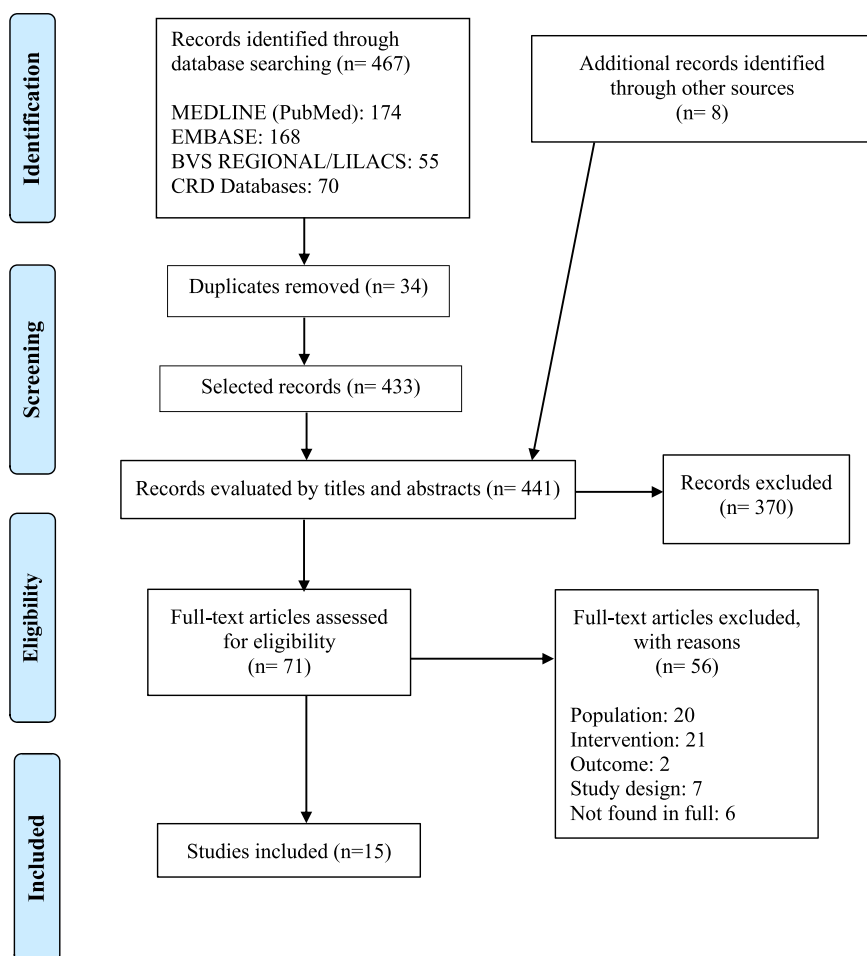 Identification
Records identified through
database searching (n= 467)
MEDLINE (PubMed): 174
EMBASE: 168
BVS REGIONAL/LILACS: 55
CRD Databases: 70
Additional records identified
through other sources
(n= 8)
Screening
Duplicates removed (n= 34)
Selected records (n= 433)
Records evaluated by titles and abstracts (n= 441)
Records excluded
(n= 370)
Eligibility
Full-text articles assessed
for eligibility
(n= 71)
Full-text articles excluded,
with reasons
(n= 56)
Population: 20
Intervention: 21
Outcome: 2
Study design: 7
Not found in full: 6
Included
Studies included (n=15)